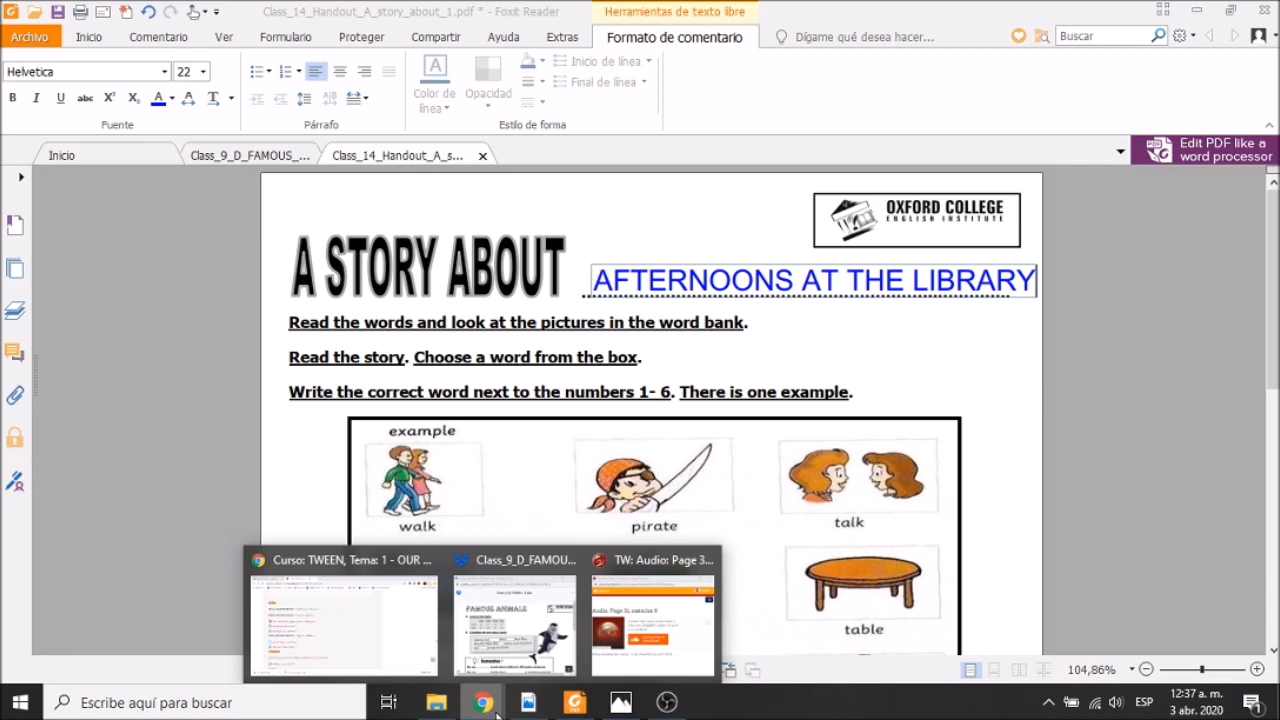 Class_14_Handout_A_story_about_1.pdf * - Foxit Reader
Herramientas de texto libre
Archivo
Inicio
Comentario
Ver
Formulario
Proteger
Compartir
Ayuda
Extras
Formato de comentario
Dígame qué desea hacer...
Buscar
Helvetica
22
Color de línea
Opacidad
Inicio de línea
Final de línea
Fuente
Párrafo
Estilo de forma
Inicio
Class_9_D_FAMOUS_...
Class_14_Handout_A_s...
Edit PDF like a
word processor
OXFORD COLLEGE
ENGLISH INSTITUTE
A STORY ABOUT
AFTERNOONS AT THE LIBRARY
Read the words and look at the pictures in the word bank.
Read the story. Choose a word from the box.
Write the correct word next to the numbers 1- 6. There is one example.
example
walk
pirate
talk
table
Curso: TWEEN, Tema: 1 - OUR ...
Class_9_D_FAMOU...
TW: Audio: Page 3...
FAMOUS ANIMALS
104,86%
Escribe aquí para buscar
ESP
12:37 a. m.
3 abr. 2020